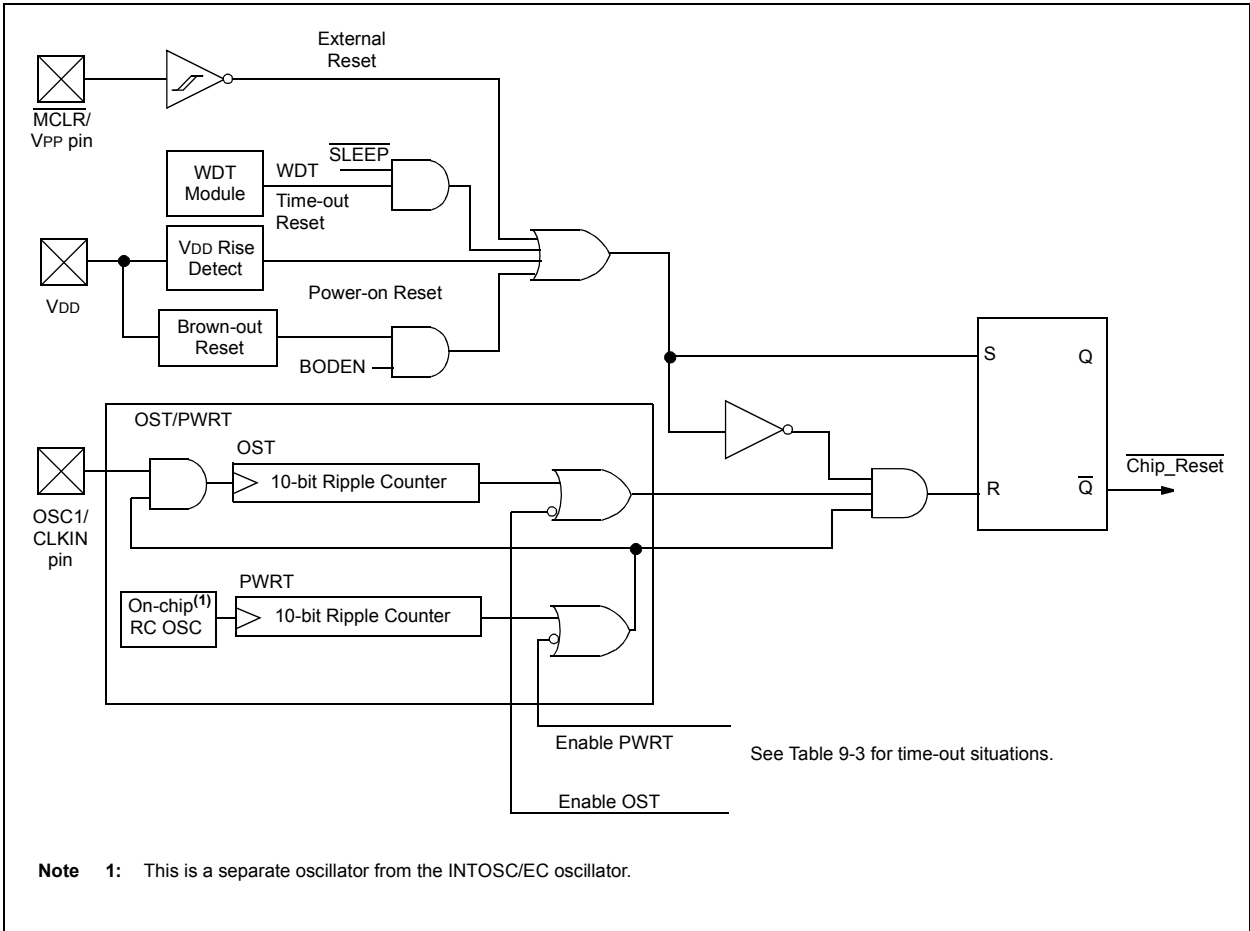 External
Reset
MCLR/
VPP pin
SLEEP
WDT
Module
WDT
Time-out
Reset
VDD Rise
Detect
VDD
Power-on Reset
Brown-out
Reset
BODEN
S
Q
OST/PWRT
OST
10-bit Ripple Counter
Chip_Reset
R
Q
OSC1/
CLKIN
pin
PWRT
On-chip(1)
RC OSC
10-bit Ripple Counter
Enable PWRT
See Table 9-3 for time-out situations.
Enable OST
Note 1: This is a separate oscillator from the INTOSC/EC oscillator.